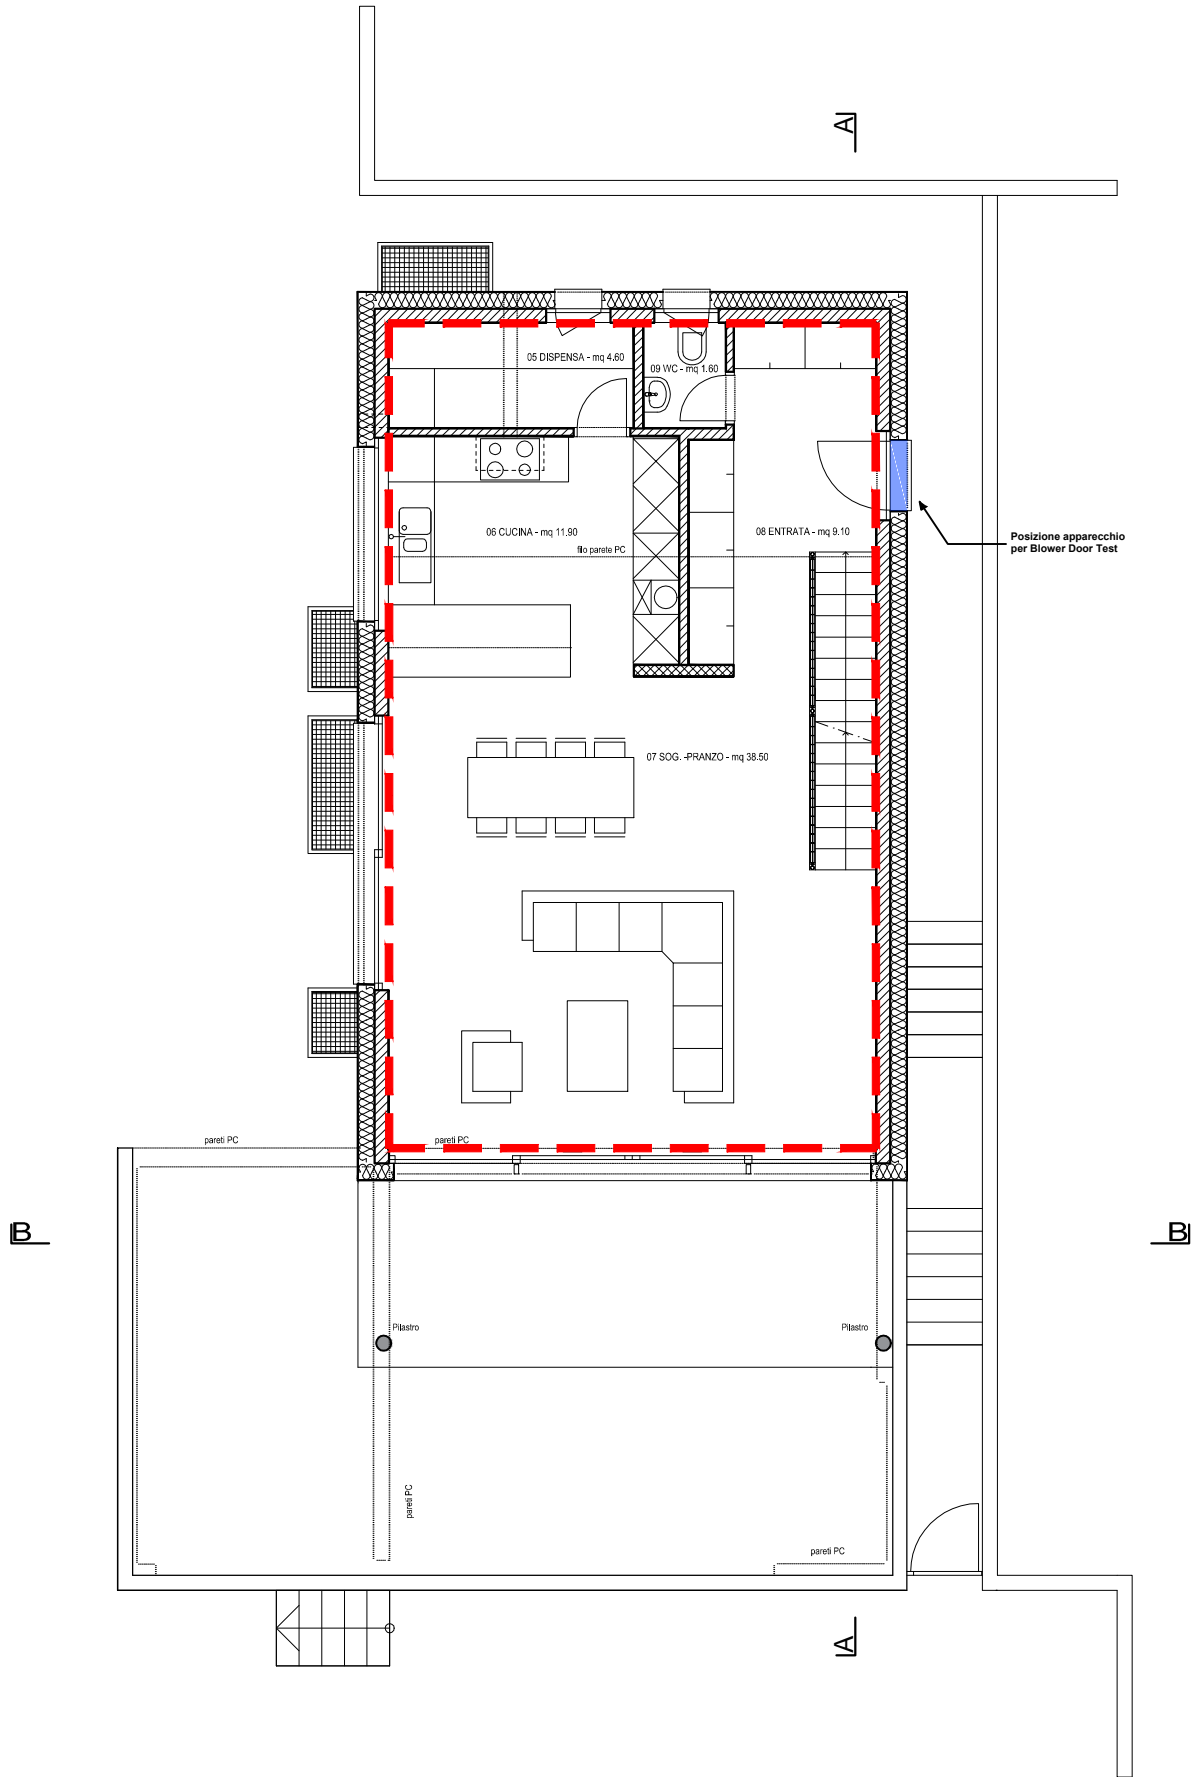 A
05 DISPENSA - mq 4.60
09 WC - mq 1.60
06 CUCINA - mq 11.90
08 ENTRATA - mq 9.10
Posizione apparecchio
per Blower Door Test
filo parete PC
07 SOG. -PRANZO - mq 38.50
pareti PC
pareti PC
B
B
Pilastro
Pilastro
pareti PC
pareti PC
A